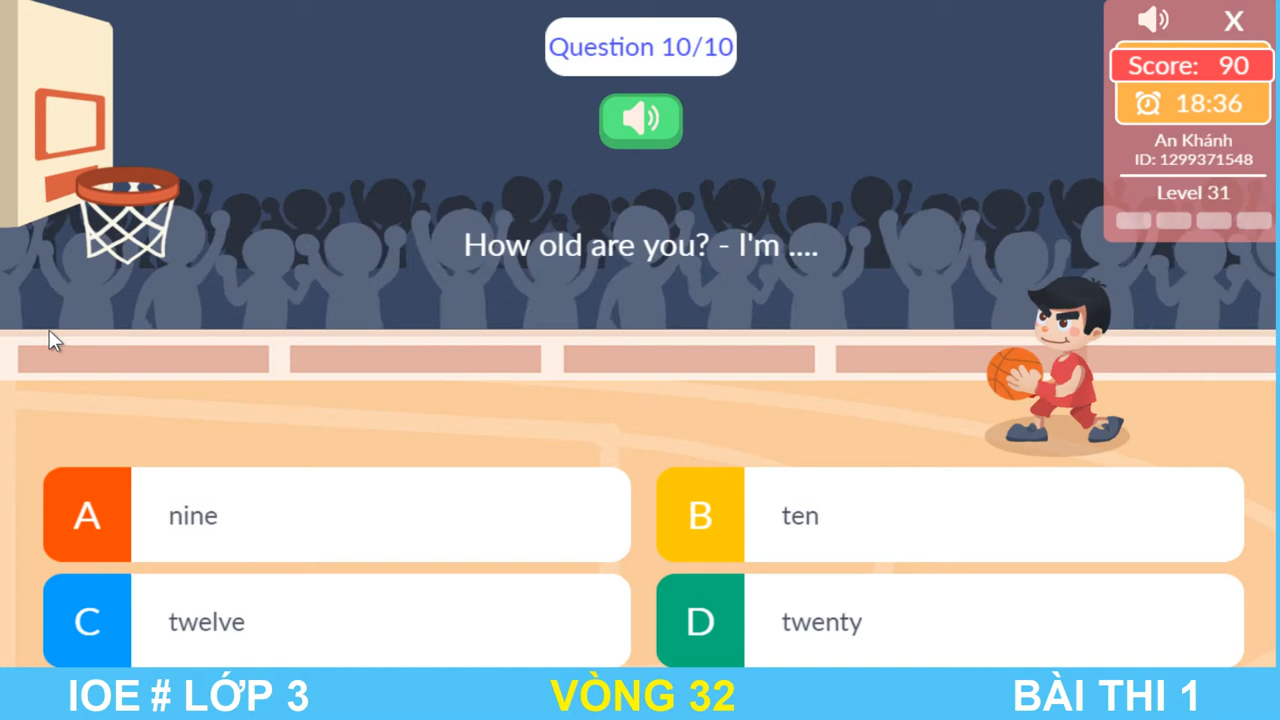 Question 10/10
X
Score: 90
18:36
An Khánh
ID: 1299371548
Level 31
How old are you? - I'm ....
A nine
B ten
C twelve
D twenty
IOE # LỚP 3 VÒNG 32 BÀI THI 1